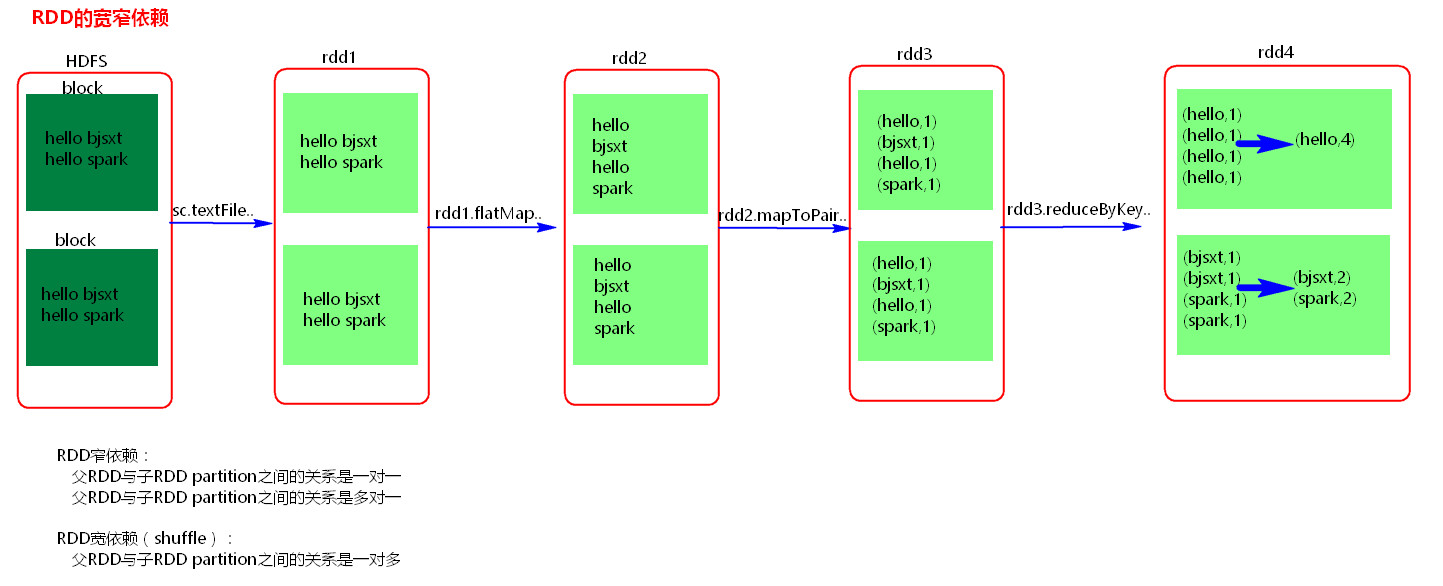 RDD的宽窄依赖
HDFS
block
hello bjsxt
hello spark
block
hello bjsxt
hello spark
sc.textFile..
rdd1
hello bjsxt
hello spark
hello bjsxt
hello spark
rdd1.flatMap..
rdd2
hello
bjsxt
hello
spark
hello
bjsxt
hello
spark
rdd2.mapToPair..
rdd3
(hello,1)
(bjsxt,1)
(hello,1)
(spark,1)
(hello,1)
(bjsxt,1)
(hello,1)
(spark,1)
rdd3.reduceByKey..
rdd4
(hello,1)
(hello,1)
(hello,1)
(hello,1)
(hello,4)
(bjsxt,1)
(bjsxt,1)
(spark,1)
(spark,1)
(bjsxt,2)
(spark,2)
RDD窄依赖：
父RDD与子RDD partition之间的关系是一对一
父RDD与子RDD partition之间的关系是多对一
RDD宽依赖（shuffle）：
父RDD与子RDD partition之间的关系是一对多